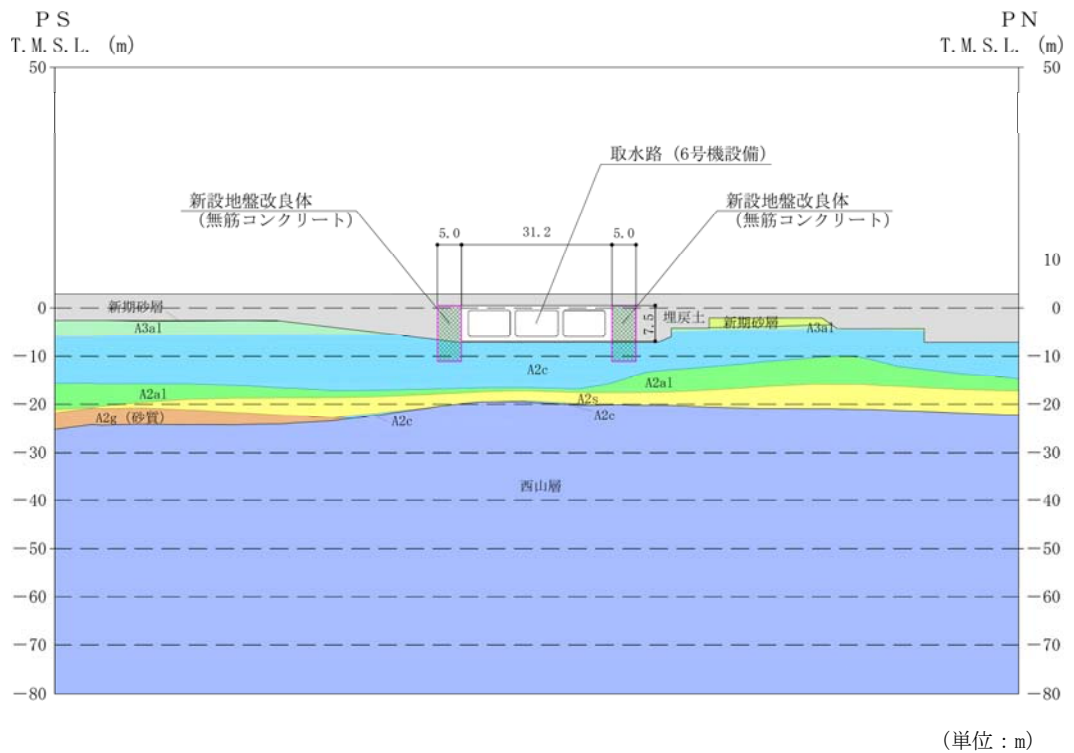 PS
T.M.S.L. (m)
PN
T.M.S.L. (m)
50
50
取水路（6号機設備）
新設地盤改良体
（無筋コンクリート）
新設地盤改良体
（無筋コンクリート）
5.0
31.2
5.0
10
0
0
新期砂層
埋戻土
7.5
新期砂層
A3a1
A3a1
-10
-10
A2c
A2a1
A2a1
-20
-20
A2s
A2g（砂質）
A2c
A2c
-30
-30
西山層
-40
-40
-50
-50
-60
-60
-70
-70
-80
-80
（単位：m）